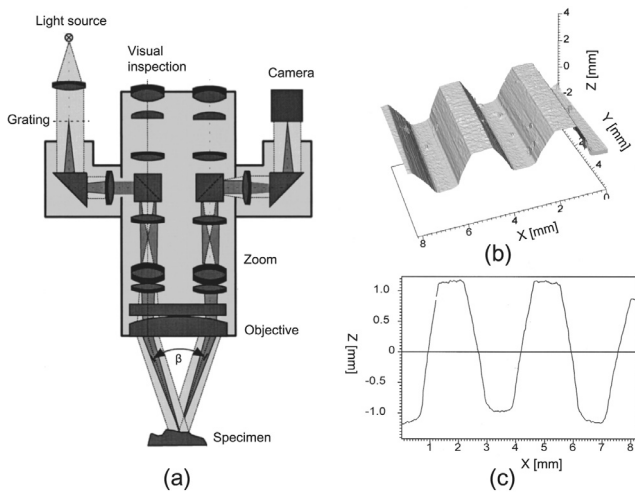 Light source
Visual
inspection
Camera
Grating
Zoom
Objective
β
Specimen
(a)
4
2
0
-2
Z [mm]
Y [mm]
4
2
0
2
4
6
8
X [mm]
(b)
1.0
0.5
0
-0.5
-1.0
Z [mm]
1
2
3
4
5
6
7
8
X [mm]
(c)